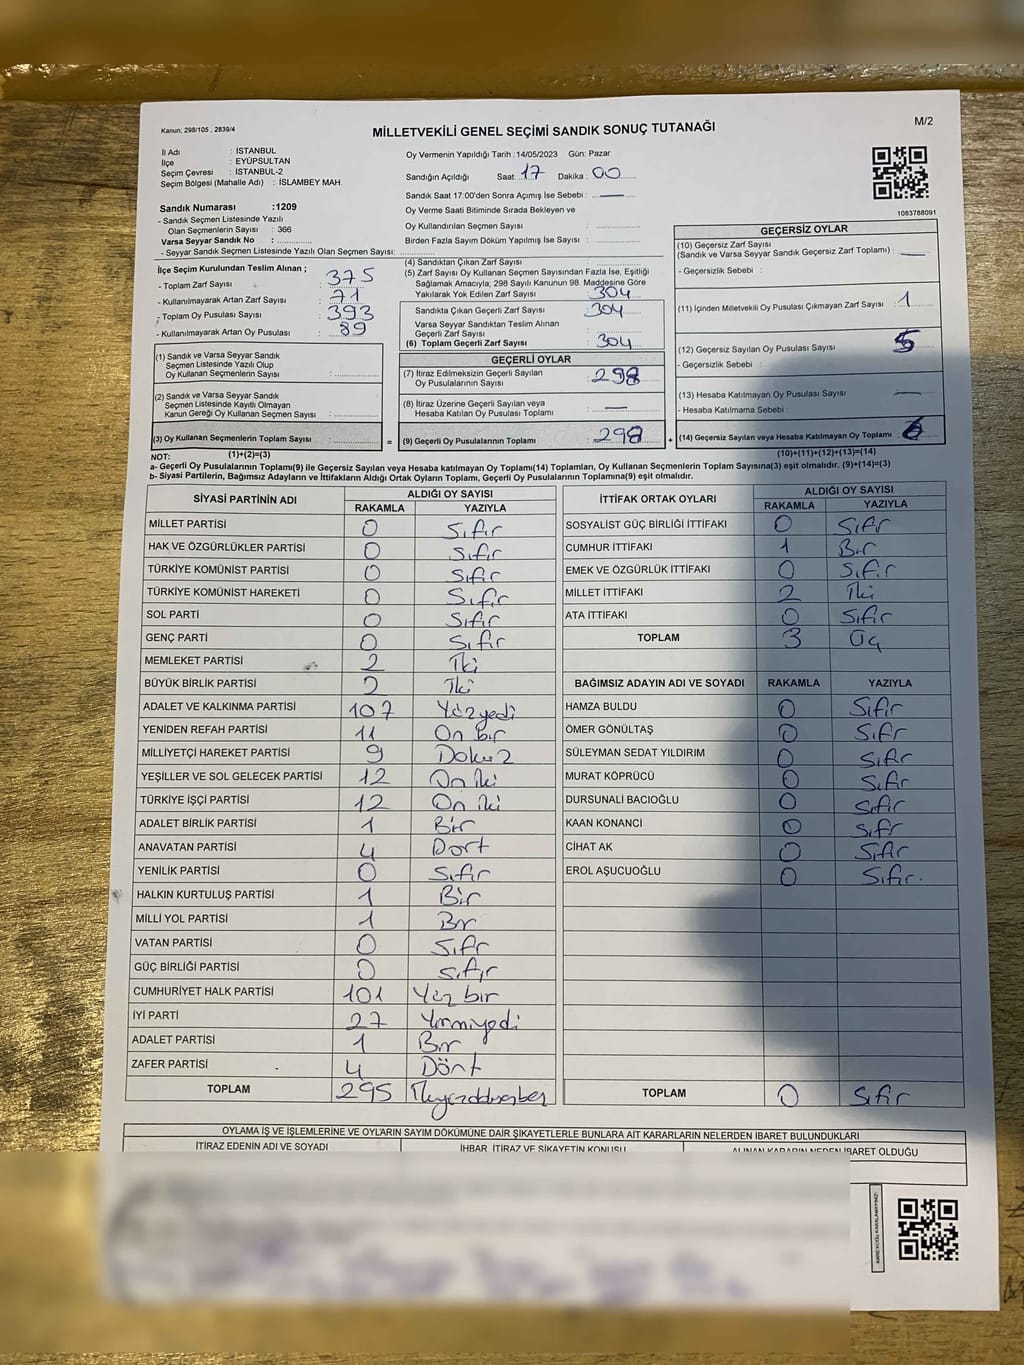 Kanun; 298/105 , 2839/4
MİLLETVEKİLİ GENEL SEÇİMİ SANDIK SONUÇ TUTANAĞI
M/2
İl Adı : İSTANBUL
İlçe : EYÜPSULTAN
Seçim Çevresi : İSTANBUL-2
Seçim Bölgesi (Mahalle Adı) : İSLAMBEY MAH.
Oy Vermenin Yapıldığı Tarih :14/05/2023 Gün: Pazar
Sandığın Açıldığı Saat: 17 Dakika: 00
Sandık Saat 17:00'den Sonra Açımış İse Sebebi : —
Oy Verme Saati Bitiminde Sırada Bekleyen ve
Oy Kullandırılan Seçmen Sayısı :
Birden Fazla Sayım Döküm Yapılmış İse Sayısı :
1083788091
Sandık Numarası :1209
- Sandık Seçmen Listesinde Yazılı
Olan Seçmenlerin Sayısı : 366
Varsa Seyyar Sandık No :
- Seyyar Sandık Seçmen Listesinde Yazılı Olan Seçmen Sayısı:
İlçe Seçim Kurulundan Teslim Alınan ;
- Toplam Zarf Sayısı : 375
- Kullanılmayarak Artan Zarf Sayısı : 71
- Toplam Oy Pusulası Sayısı : 393
- Kullanılmayarak Artan Oy Pusulası : 89
(1) Sandık ve Varsa Seyyar Sandık
Seçmen Listesinde Yazılı Olup
Oy Kullanan Seçmenlerin Sayısı :
(2) Sandık ve Varsa Seyyar Sandık
Seçmen Listesinde Kayıtlı Olmayan
Kanun Gereği Oy Kullanan Seçmen Sayısı :
(3) Oy Kullanan Seçmenlerin Toplam Sayısı : =
(1)+(2)=(3)
(4) Sandıktan Çıkan Zarf Sayısı :
(5) Zarf Sayısı Oy Kullanan Seçmen Sayısından Fazla İse, Eşitliği
Sağlamak Amacıyla; 298 Sayılı Kanunun 98. Maddesine Göre
Yakılarak Yok Edilen Zarf Sayısı : 304
Sandıkta Çıkan Geçerli Zarf Sayısı : 304
Varsa Seyyar Sandıktan Teslim Alınan
Geçerli Zarf Sayısı :
(6) Toplam Geçerli Zarf Sayısı : 304
GEÇERLİ OYLAR
(7) İtiraz Edilmeksizin Geçerli Sayılan
Oy Pusulalarının Sayısı : 298
(8) İtiraz Üzerine Geçerli Sayılan veya
Hesaba Katılan Oy Pusulası Toplamı : —
(9) Geçerli Oy Pusulalarının Toplamı : 298 +
GEÇERSİZ OYLAR
(10) Geçersiz Zarf Sayısı
(Sandık ve Varsa Seyyar Sandık Geçersiz Zarf Toplamı) : —
- Geçersizlik Sebebi :
(11) İçinden Milletvekili Oy Pusulası Çıkmayan Zarf Sayısı : 1
(12) Geçersiz Sayılan Oy Pusulası Sayısı : 5
- Geçersizlik Sebebi :
(13) Hesaba Katılmayan Oy Pusulası Sayısı : —
- Hesaba Katılmama Sebebi :
(14) Geçersiz Sayılan veya Hesaba Katılmayan Oy Toplamı : 6
(10)+(11)+(12)+(13)=(14)
NOT:
a- Geçerli Oy Pusulalarının Toplamı(9) ile Geçersiz Sayılan veya Hesaba katılmayan Oy Toplamı(14) Toplamları, Oy Kullanan Seçmenlerin Toplam Sayısına(3) eşit olmalıdır. (9)+(14)=(3)
b- Siyasi Partilerin, Bağımsız Adayların ve İttifakların Aldığı Ortak Oyların Toplamı, Geçerli Oy Pusulalarının Toplamına(9) eşit olmalıdır.
SİYASİ PARTİNİN ADI ALDIĞI OY SAYISI
RAKAMLA YAZIYLA
MİLLET PARTİSİ 0 Sıfır
HAK VE ÖZGÜRLÜKLER PARTİSİ 0 Sıfır
TÜRKİYE KOMÜNİST PARTİSİ 0 Sıfır
TÜRKİYE KOMÜNİST HAREKETİ 0 Sıfır
SOL PARTİ 0 Sıfır
GENÇ PARTİ 0 Sıfır
MEMLEKET PARTİSİ 2 İki
BÜYÜK BİRLİK PARTİSİ 2 İki
ADALET VE KALKINMA PARTİSİ 107 Yüzyedi
YENİDEN REFAH PARTİSİ 11 On bir
MİLLİYETÇİ HAREKET PARTİSİ 9 Dokuz
YEŞİLLER VE SOL GELECEK PARTİSİ 12 On iki
TÜRKİYE İŞÇİ PARTİSİ 12 On iki
ADALET BİRLİK PARTİSİ 1 Bir
ANAVATAN PARTİSİ 4 Dort
YENİLİK PARTİSİ 0 Sıfır
HALKIN KURTULUŞ PARTİSİ 1 Bir
MİLLİ YOL PARTİSİ 1 Bir
VATAN PARTİSİ 0 Sıfır
GÜÇ BİRLİĞİ PARTİSİ 0 Sıfır
CUMHURİYET HALK PARTİSİ 101 Yüz bir
İYİ PARTİ 27 Yirmiyedi
ADALET PARTİSİ 1 Bir
ZAFER PARTİSİ 4 Dört
TOPLAM 295
İTTİFAK ORTAK OYLARI ALDIĞI OY SAYISI
RAKAMLA YAZIYLA
SOSYALİST GÜÇ BİRLİĞİ İTTİFAKI 0 Sıfır
CUMHUR İTTİFAKI 1 Bir
EMEK VE ÖZGÜRLÜK İTTİFAKI 0 Sıfır
MİLLET İTTİFAKI 2 İki
ATA İTTİFAKI 0 Sıfır
TOPLAM 3 Üç
BAĞIMSIZ ADAYIN ADI VE SOYADI RAKAMLA YAZIYLA
HAMZA BULDU 0 Sıfır
ÖMER GÖNÜLTAŞ 0 Sıfır
SÜLEYMAN SEDAT YILDIRIM 0 Sıfır
MURAT KÖPRÜCÜ 0 Sıfır
DURSUNALİ BACIOĞLU 0 Sıfır
KAAN KONANCİ 0 Sıfır
CİHAT AK 0 Sıfır
EROL AŞUCUOĞLU 0 Sıfır.
TOPLAM 0 Sıfır
OYLAMA İŞ VE İŞLEMLERİNE VE OYLARIN SAYIM DÖKÜMÜNE DAİR ŞİKAYETLERLE BUNLARA AİT KARARLARIN NELERDEN İBARET BULUNDUKLARI
İTİRAZ EDENİN ADI VE SOYADI İHBAR, İTİRAZ VE ŞİKAYETİN KONUSU ALINAN KARARIN NEDEN İBARET OLDUĞU